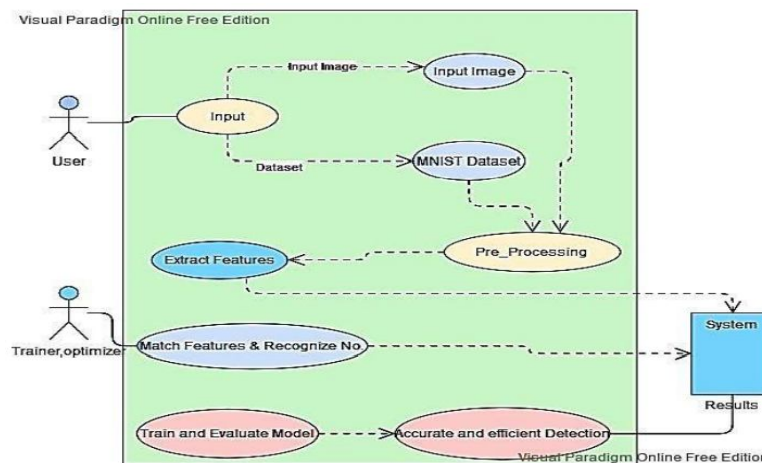 Visual Paradigm Online Free Edition
Input Image
Input Image
Input
User
Dataset
MNIST Dataset
Pre_Processing
Extract Features
System
Trainer,optimizer
Match Features & Recognize No.
Results
Train and Evaluate Model
Accurate and efficient Detection
Visual Paradigm Online Free Edition